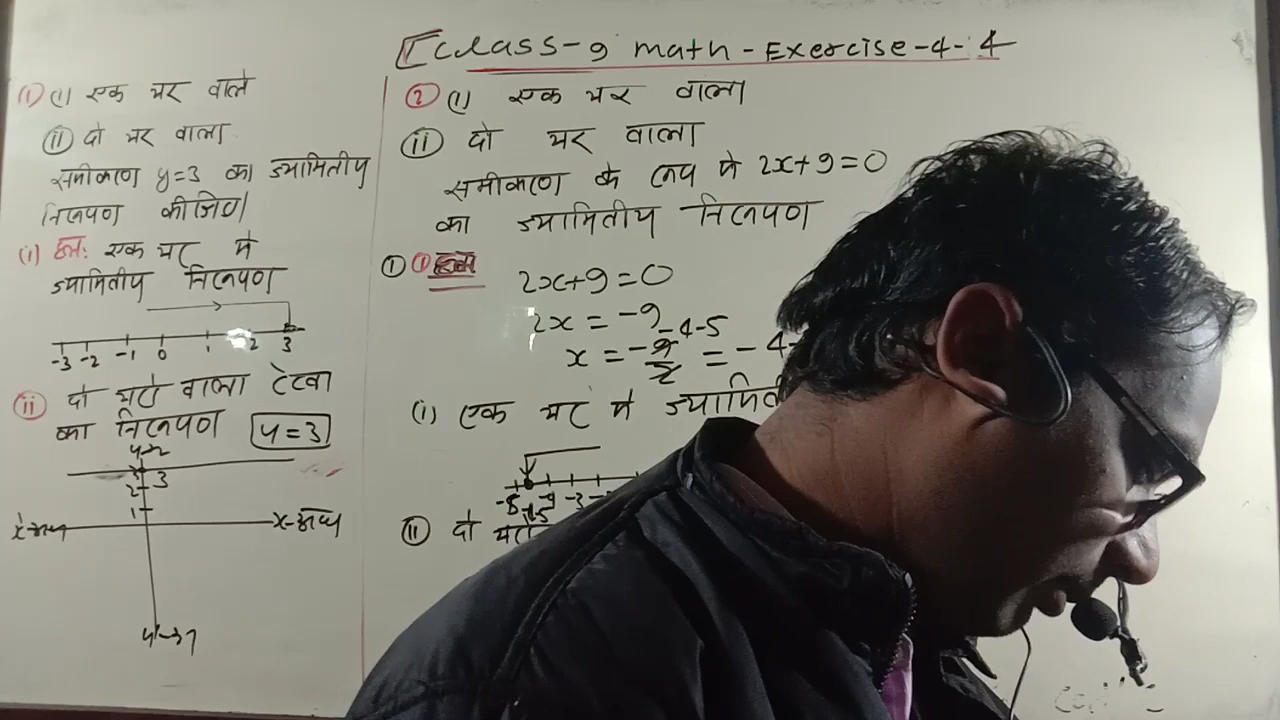 Class-9 math - Exercise-4.4
① (i) एक चर वाले
(ii) दो चर वाला
समीकरण y=3 का ज्यामितीय
निरूपण कीजिए।
(i) हल: एक चर में
ज्यामितीय निरूपण
-3 -2 -1 0 1 2 3
(ii) दो चरों वाला रेखा
का निरूपण y=3
3
2
1
x-अक्ष
② (i) एक चर वाला
(ii) दो चर वाला
समीकरण के रूप में 2x+9=0
का ज्यामितीय निरूपण
① ① हल
2x+9=0
2x = -9
-4-5
x = -9/2 = -4-
(i) एक चर में ज्यामिती
-5 -3
(ii) दो चरों